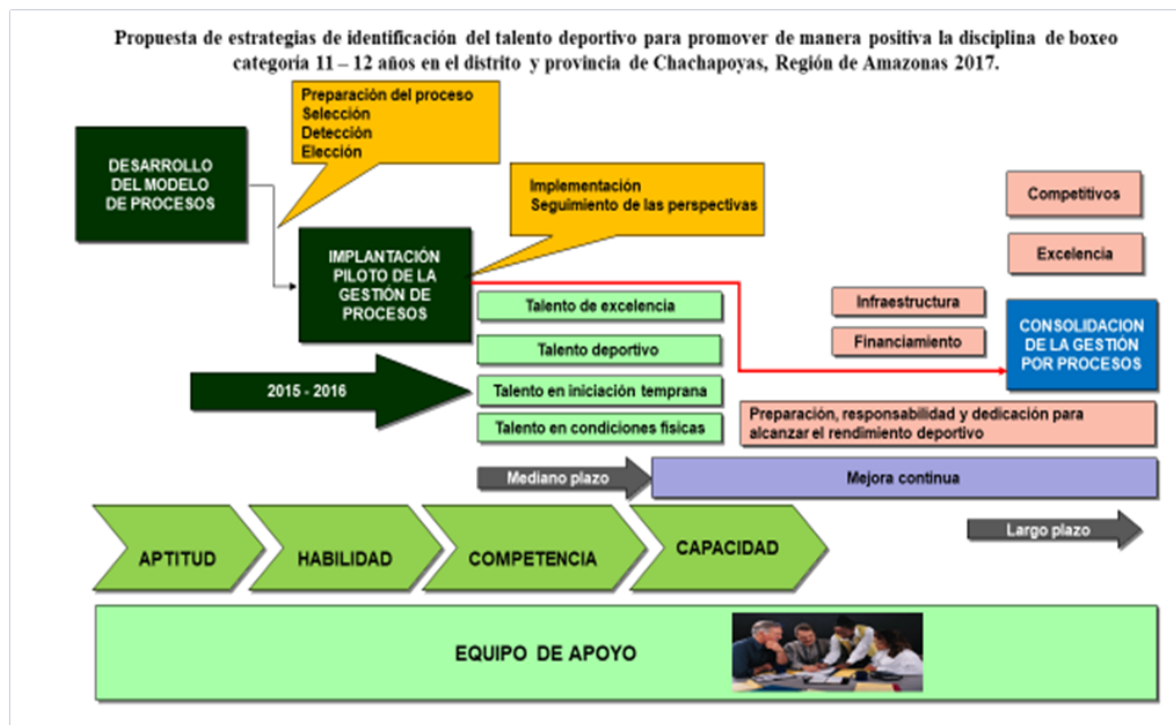 Propuesta de estrategias de identificación del talento deportivo para promover de manera positiva la disciplina de boxeo
categoría 11 – 12 años en el distrito y provincia de Chachapoyas, Región de Amazonas 2017.
Preparación del proceso
Selección
Detección
Elección
DESARROLLO
DEL MODELO
DE PROCESOS
Implementación
Seguimiento de las perspectivas
Competitivos
Excelencia
IMPLANTACIÓN
PILOTO DE LA
GESTIÓN DE
PROCESOS
Talento de excelencia
Talento deportivo
Talento en iniciación temprana
Talento en condiciones físicas
Infraestructura
Financiamiento
CONSOLIDACION
DE LA GESTIÓN
POR PROCESOS
2015 - 2016
Preparación, responsabilidad y dedicación para
alcanzar el rendimiento deportivo
Mediano plazo
Mejora continua
Largo plazo
APTITUD
HABILIDAD
COMPETENCIA
CAPACIDAD
EQUIPO DE APOYO